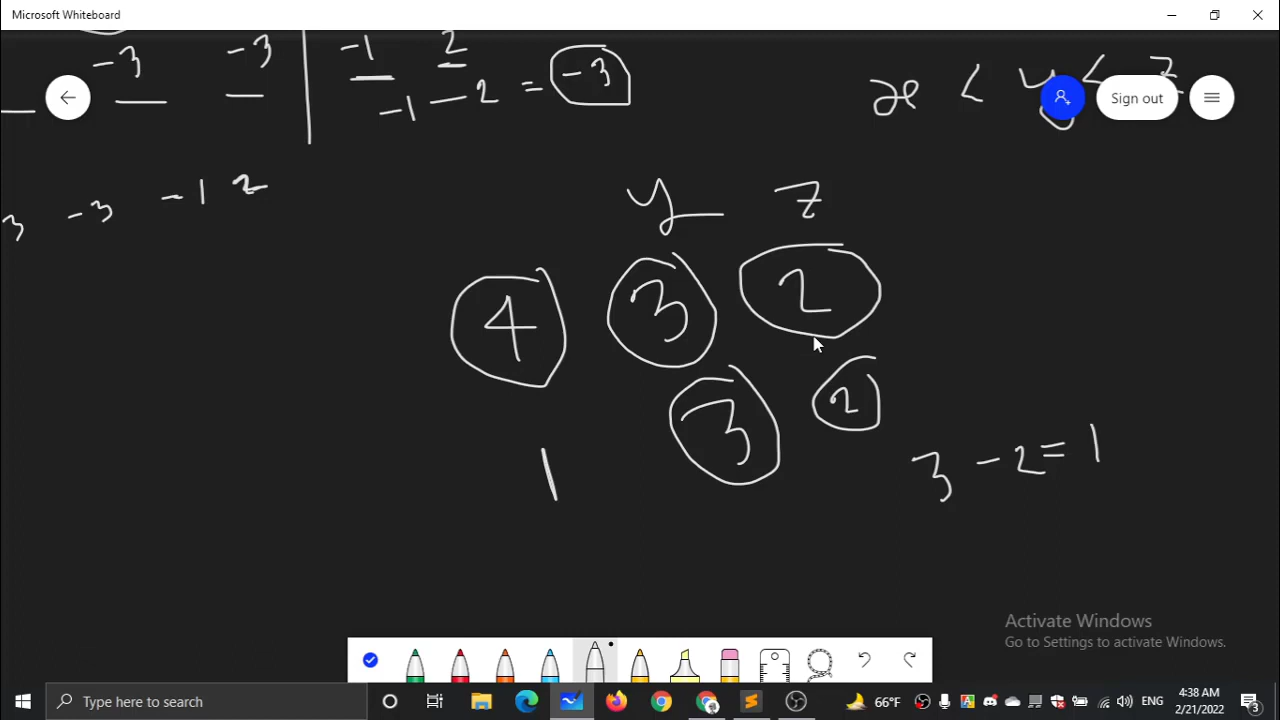 Microsoft Whiteboard
-3 -3 -1 2
-1 - 2 = -3
x < y < z
Sign out
3 -3 -1 2
y z
4 3 2
3 2
1
3 - 2 = 1
Activate Windows
Go to Settings to activate Windows.
Type here to search
66°F
ENG
4:38 AM
2/21/2022
3